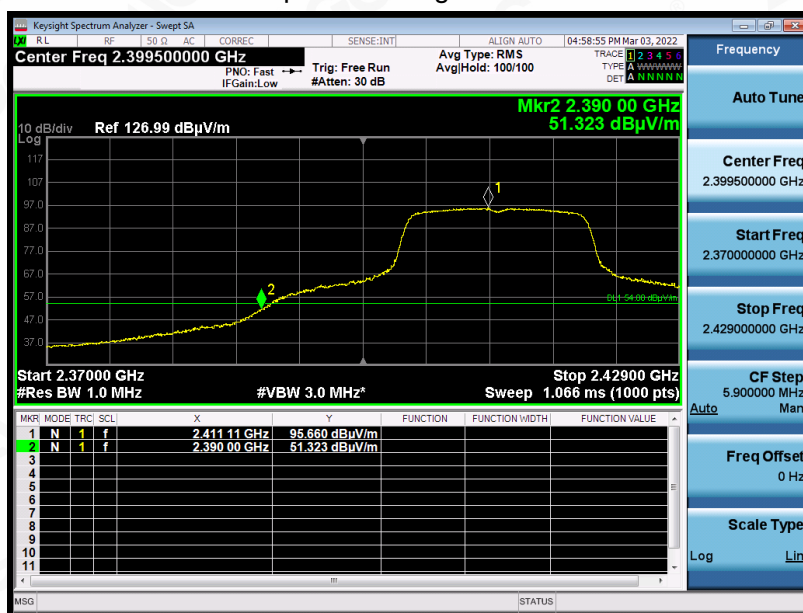 Keysight Spectrum Analyzer - Swept SA
LXI RL RF 50 Ω AC CORREC SENSE:INT ALIGN AUTO 04:58:55 PM Mar 03, 2022
Center Freq 2.399500000 GHz
PNO: Fast
IFGain:Low
Trig: Free Run
#Atten: 30 dB
Avg Type: RMS
Avg|Hold: 100/100
TRACE 1 2 3 4 5 6
TYPE A WWWWW
DET A N N N N N
Mkr2 2.390 00 GHz
51.323 dBµV/m
10 dB/div Ref 126.99 dBµV/m
Log
117
107
97.0
87.0
77.0
67.0
57.0
47.0
37.0
1
2
DL1 54.00 dBµV/m
Start 2.37000 GHz Stop 2.42900 GHz
#Res BW 1.0 MHz #VBW 3.0 MHz* Sweep 1.066 ms (1000 pts)
MKR MODE TRC SCL X Y FUNCTION FUNCTION WIDTH FUNCTION VALUE
1 N 1 f 2.411 11 GHz 95.660 dBµV/m
2 N 1 f 2.390 00 GHz 51.323 dBµV/m
3
4
5
6
7
8
9
10
11
MSG STATUS
Frequency
Auto Tune
Center Freq
2.399500000 GHz
Start Freq
2.370000000 GHz
Stop Freq
2.429000000 GHz
CF Step
5.900000 MHz
Auto Man
Freq Offset
0 Hz
Scale Type
Log Lin